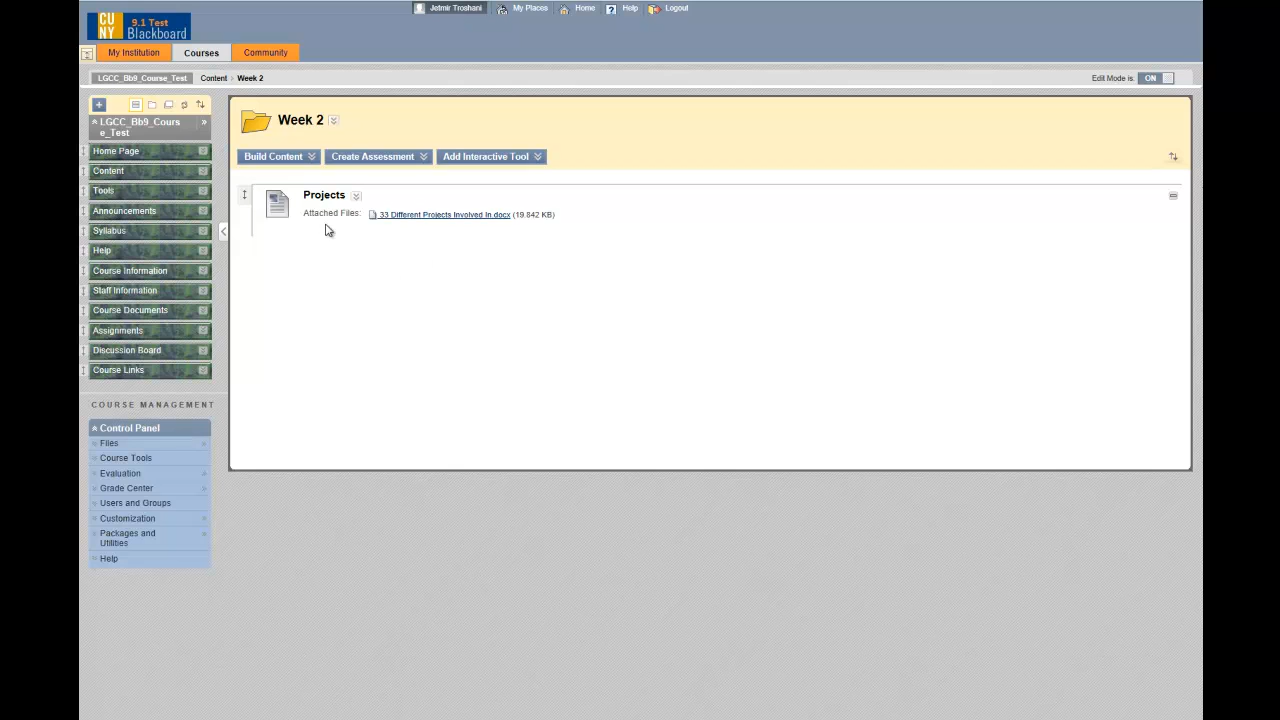 Jetmir Troshani My Places Home Help Logout
CU NY 9.1 Test Blackboard
My Institution Courses Community
LGCC_Bb9_Course_Test Content Week 2 Edit Mode is: ON
LGCC_Bb9_Cours
e_Test
Home Page
Content
Tools
Announcements
Syllabus
Help
Course Information
Staff Information
Course Documents
Assignments
Discussion Board
Course Links
COURSE MANAGEMENT
Control Panel
Files
Course Tools
Evaluation
Grade Center
Users and Groups
Customization
Packages and
Utilities
Help
Week 2
Build Content Create Assessment Add Interactive Tool
Projects
Attached Files: 33 Different Projects Involved In.docx (19.842 KB)